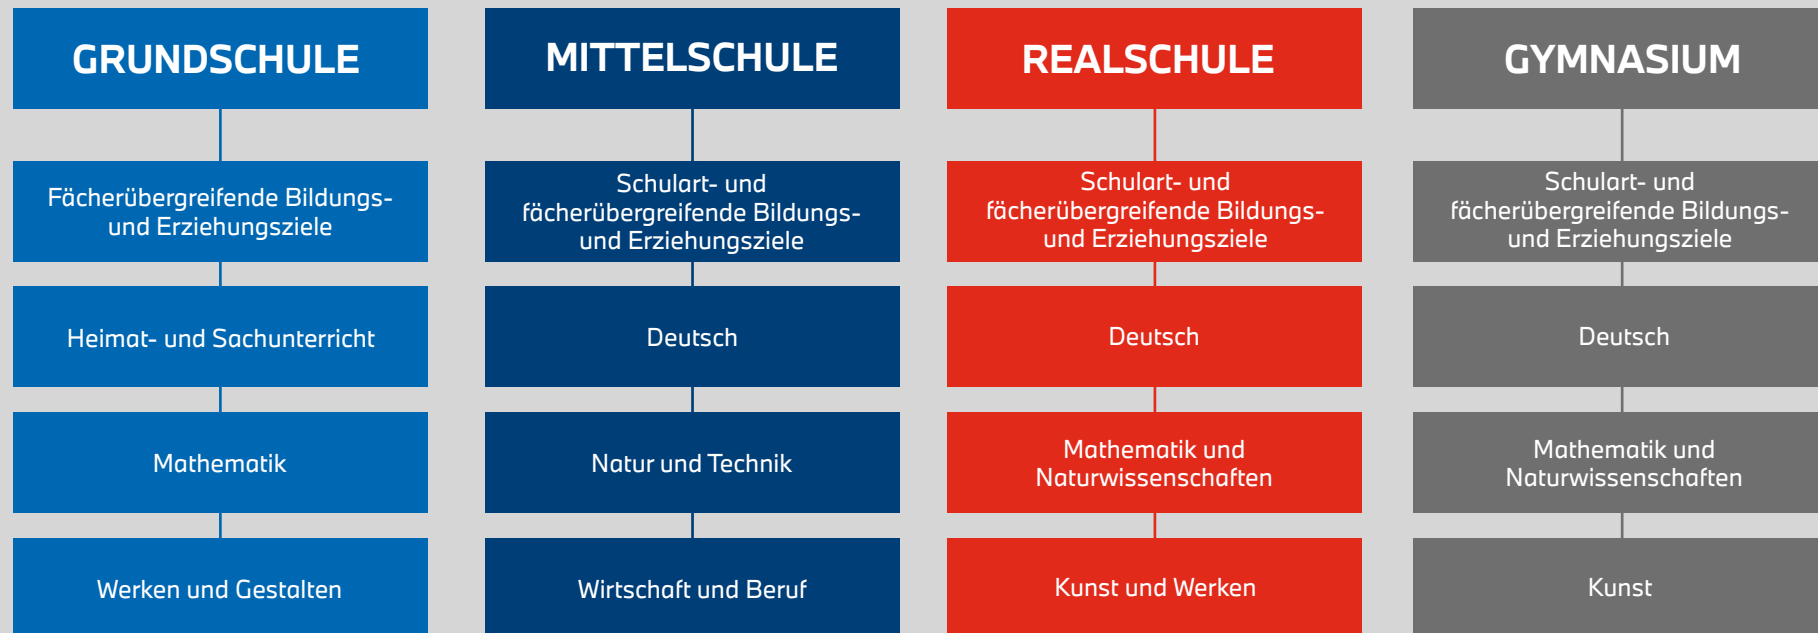 GRUNDSCHULE
Fächerübergreifende Bildungs-
und Erziehungsziele
Heimat- und Sachunterricht
Mathematik
Werken und Gestalten
MITTELSCHULE
Schulart- und
fächerübergreifende Bildungs-
und Erziehungsziele
Deutsch
Natur und Technik
Wirtschaft und Beruf
REALSCHULE
Schulart- und
fächerübergreifende Bildungs-
und Erziehungsziele
Deutsch
Mathematik und
Naturwissenschaften
Kunst und Werken
GYMNASIUM
Schulart- und
fächerübergreifende Bildungs-
und Erziehungsziele
Deutsch
Mathematik und
Naturwissenschaften
Kunst